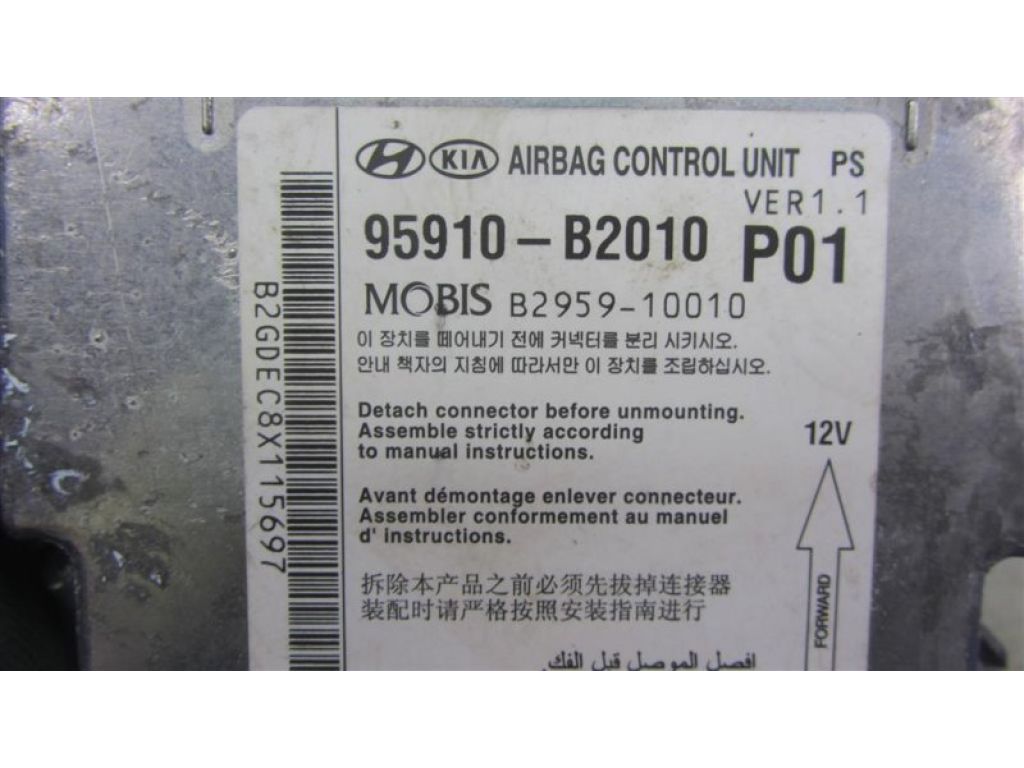 KIA AIRBAG CONTROL UNIT PS
VER1.1
95910-B2010 P01
MOBIS B2959-10010
이 장치를 떼어내기 전에 커넥터를 분리 시키시오.
안내 책자의 지침에 따라서만 이 장치를 조립하십시오.
Detach connector before unmounting.
Assemble strictly according
to manual instructions.
12V
Avant démontage enlever connecteur.
Assembler conformement au manuel
d' instructions.
FORWARD
拆除本产品之前必须先拔掉连接器
装配时请严格按照安装指南进行
افصل الموصل قبل الفك.
B2GDEC8X115697